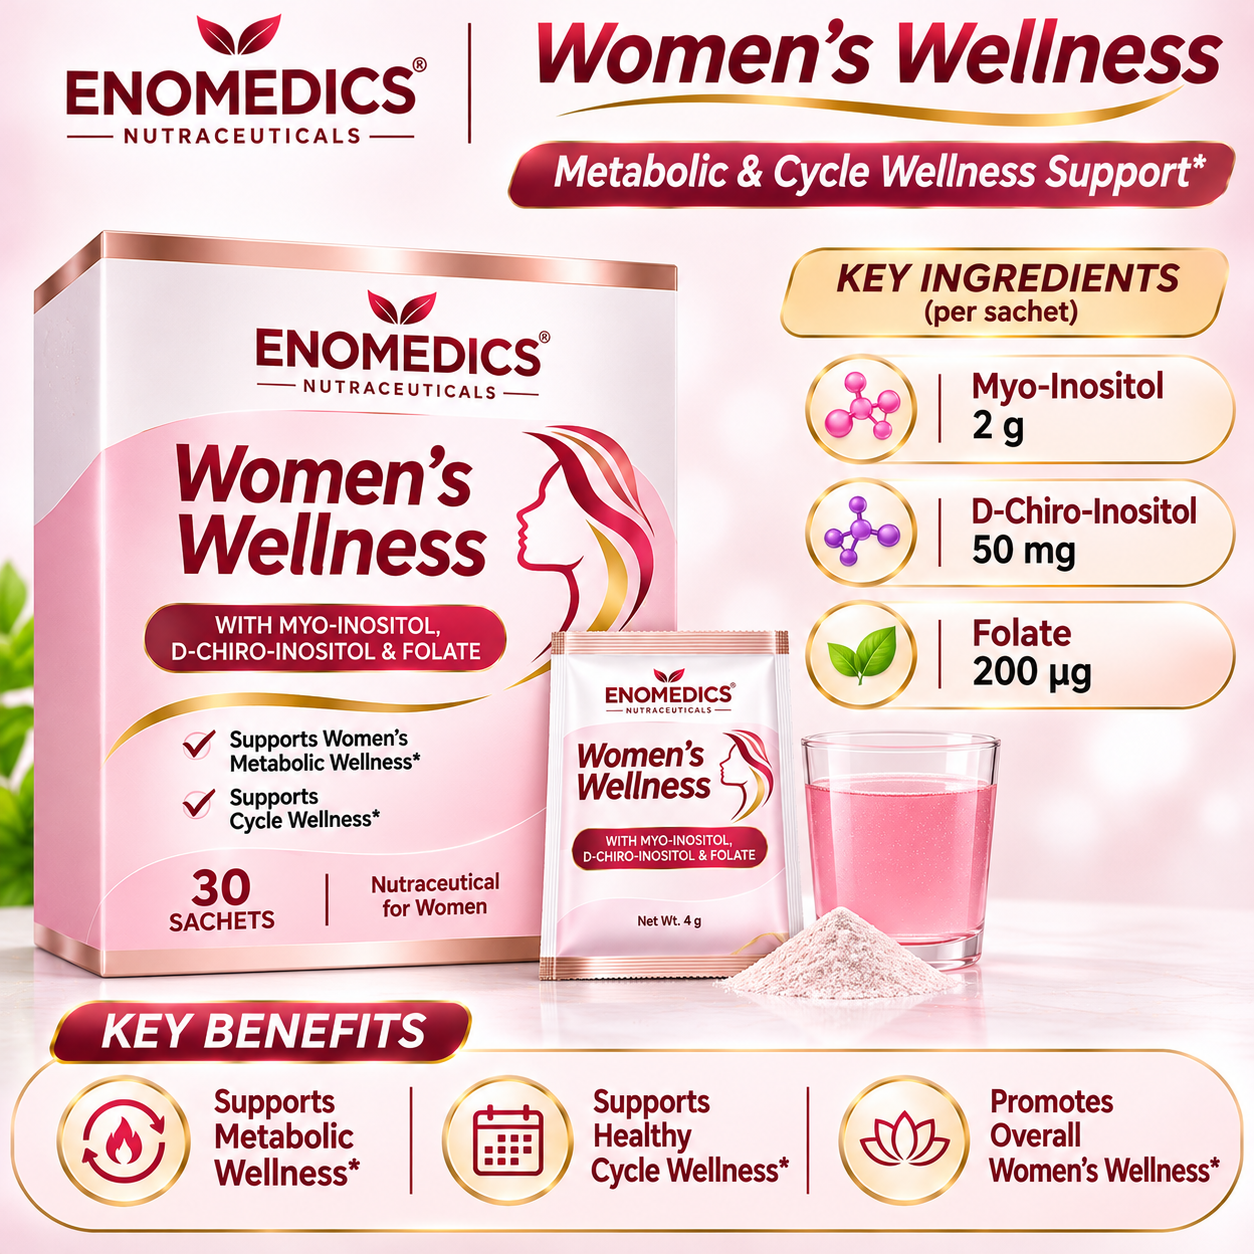 ENOMEDICS®
NUTRACEUTICALS
Women's Wellness
Metabolic & Cycle Wellness Support*
ENOMEDICS®
NUTRACEUTICALS
Women's
Wellness
WITH MYO-INOSITOL,
D-CHIRO-INOSITOL & FOLATE
Supports Women's
Metabolic Wellness*
Supports
Cycle Wellness*
30
SACHETS
Nutraceutical
for Women
ENOMEDICS®
NUTRACEUTICALS
Women's
Wellness
WITH MYO-INOSITOL,
D-CHIRO-INOSITOL & FOLATE
Net Wt. 4 g
KEY INGREDIENTS
(per sachet)
Myo-Inositol
2 g
D-Chiro-Inositol
50 mg
Folate
200 µg
KEY BENEFITS
Supports
Metabolic
Wellness*
Supports
Healthy
Cycle Wellness*
Promotes
Overall
Women's Wellness*